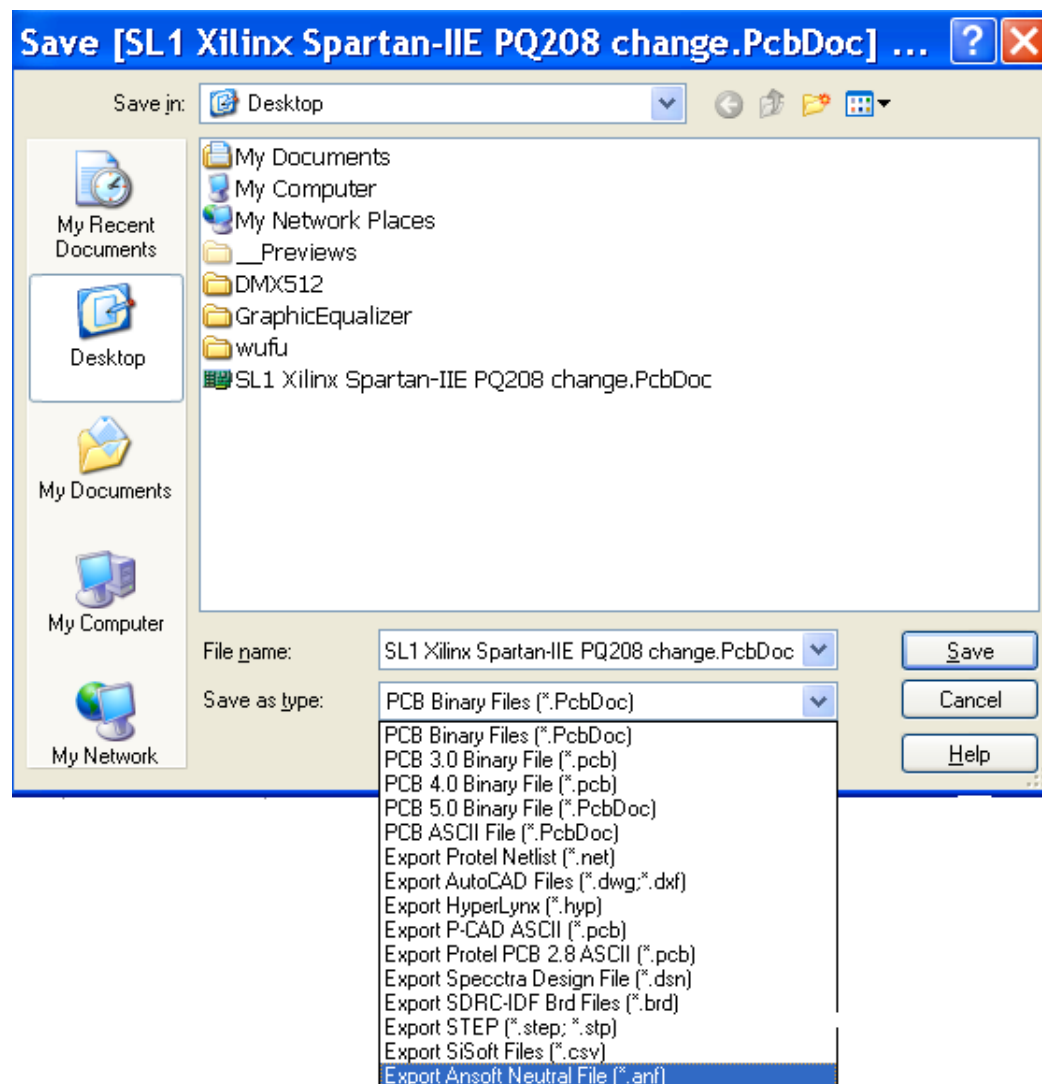 Save [SL1 Xilinx Spartan-IIE PQ208 change.PcbDoc] ...
Save in:
Desktop
My Recent
Documents
Desktop
My Documents
My Computer
My Network
My Documents
My Computer
My Network Places
__Previews
DMX512
GraphicEqualizer
wufu
SL1 Xilinx Spartan-IIE PQ208 change.PcbDoc
File name:
SL1 Xilinx Spartan-IIE PQ208 change.PcbDoc
Save
Save as type:
PCB Binary Files (*.PcbDoc)
Cancel
Help
PCB Binary Files (*.PcbDoc)
PCB 3.0 Binary File (*.pcb)
PCB 4.0 Binary File (*.pcb)
PCB 5.0 Binary File (*.PcbDoc)
PCB ASCII File (*.PcbDoc)
Export Protel Netlist (*.net)
Export AutoCAD Files (*.dwg;*.dxf)
Export HyperLynx (*.hyp)
Export P-CAD ASCII (*.pcb)
Export Protel PCB 2.8 ASCII (*.pcb)
Export Specctra Design File (*.dsn)
Export SDRC-IDF Brd Files (*.brd)
Export STEP (*.step; *.stp)
Export SiSoft Files (*.csv)
Export Ansoft Neutral File (*.anf)